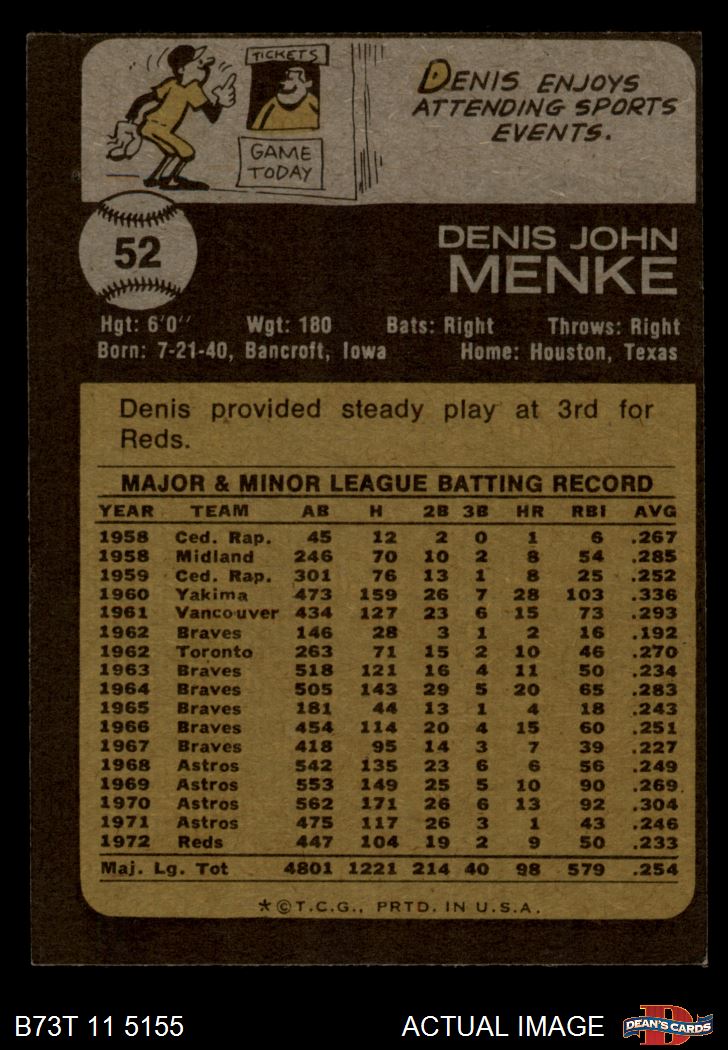 TICKETS
GAME
TODAY
DENIS ENJOYS
ATTENDING SPORTS
EVENTS.
52
DENIS JOHN
MENKE
Hgt: 6'0" Wgt: 180 Bats: Right Throws: Right
Born: 7-21-40, Bancroft, Iowa Home: Houston, Texas
Denis provided steady play at 3rd for
Reds.
MAJOR & MINOR LEAGUE BATTING RECORD
YEAR TEAM AB H 2B 3B HR RBI AVG
1958 Ced. Rap. 45 12 2 0 1 6 .267
1958 Midland 246 70 10 2 8 54 .285
1959 Ced. Rap. 301 76 13 1 8 25 .252
1960 Yakima 473 159 26 7 28 103 .336
1961 Vancouver 434 127 23 6 15 73 .293
1962 Braves 146 28 3 1 2 16 .192
1962 Toronto 263 71 15 2 10 46 .270
1963 Braves 518 121 16 4 11 50 .234
1964 Braves 505 143 29 5 20 65 .283
1965 Braves 181 44 13 1 4 18 .243
1966 Braves 454 114 20 4 15 60 .251
1967 Braves 418 95 14 3 7 39 .227
1968 Astros 542 135 23 6 6 56 .249
1969 Astros 553 149 25 5 10 90 .269
1970 Astros 562 171 26 6 13 92 .304
1971 Astros 475 117 26 3 1 43 .246
1972 Reds 447 104 19 2 9 50 .233
Maj. Lg. Tot 4801 1221 214 40 98 579 .254
*©T.C.G., PRTD. IN U.S.A.
B73T 11 5155 ACTUAL IMAGE
D
DEAN'S CARDS